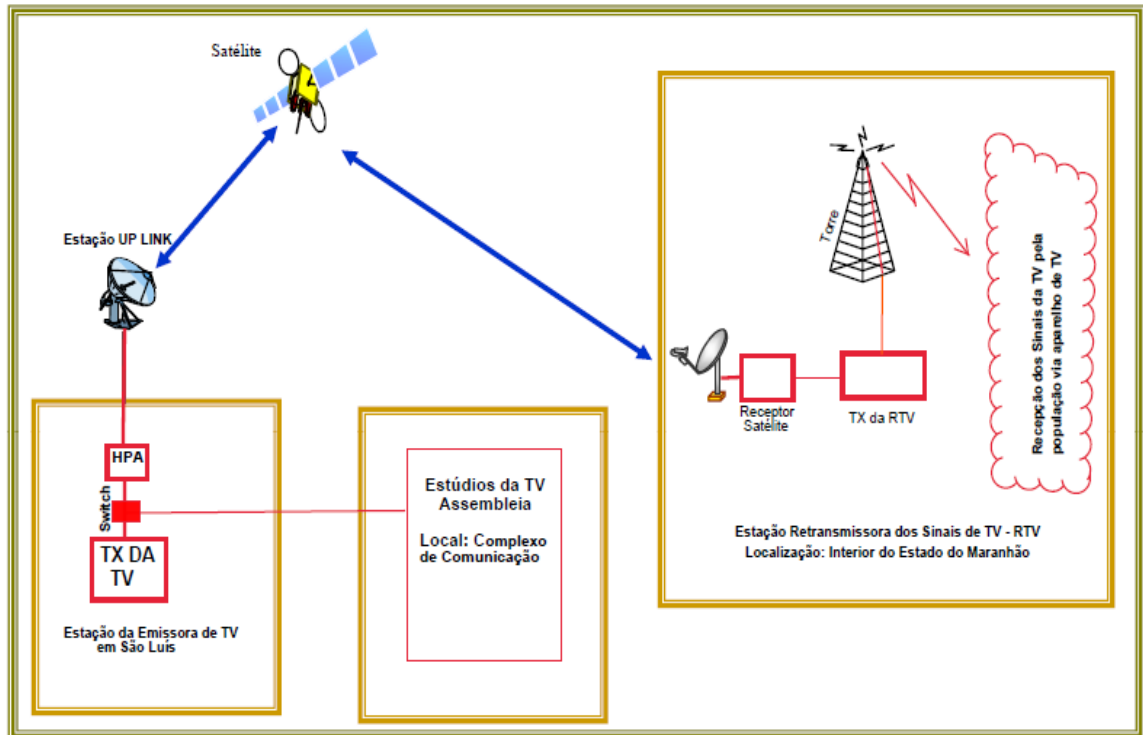 Satélite
Estação UP LINK
HPA
Switch
TX DA
TV
Estação da Emissora de TV
em São Luís
Estúdios da TV
Assembleia
Local: Complexo
de Comunicação
Torre
Receptor
Satélite
TX da RTV
Recepção dos Sinais da TV pela
população via aparelho de TV
Estação Retransmissora dos Sinais de TV - RTV
Localização: Interior do Estado do Maranhão